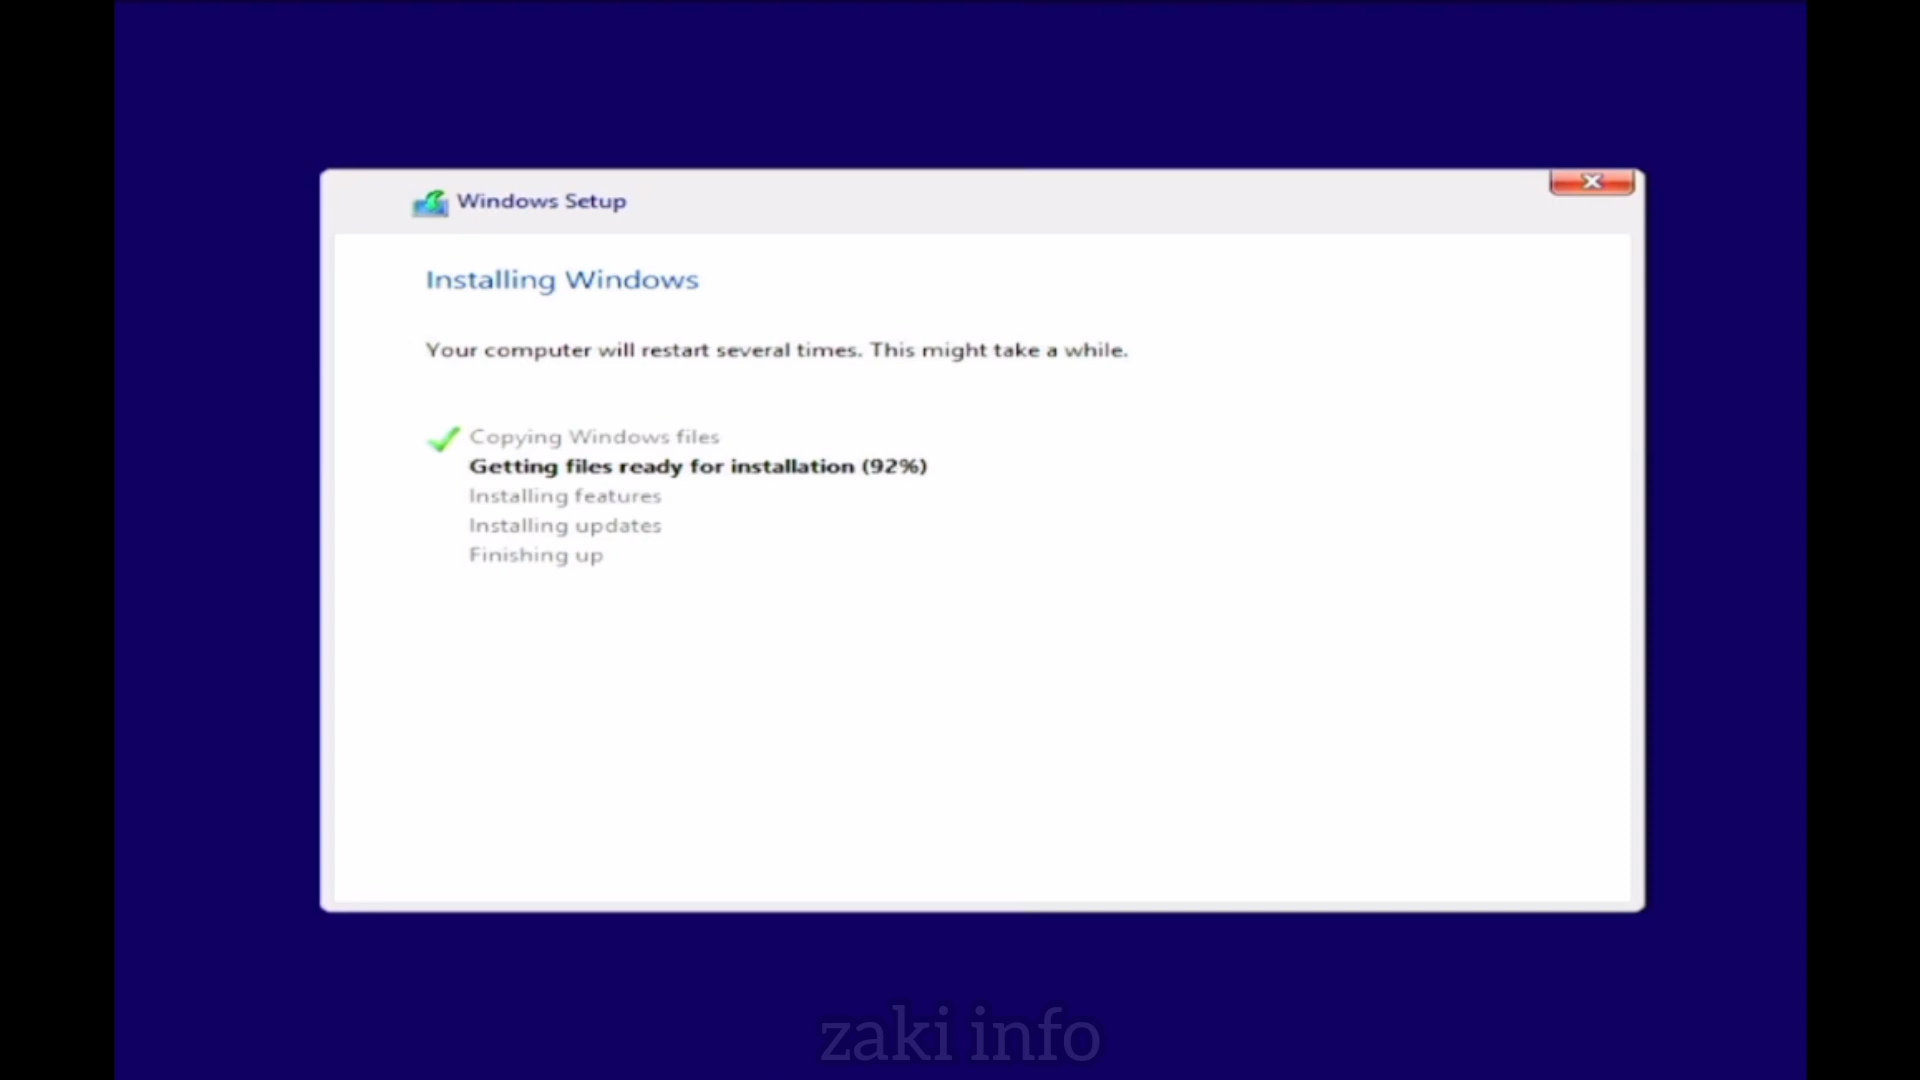 Windows Setup
Installing Windows
Your computer will restart several times. This might take a while.
Copying Windows files
Getting files ready for installation (92%)
Installing features
Installing updates
Finishing up
zaki info